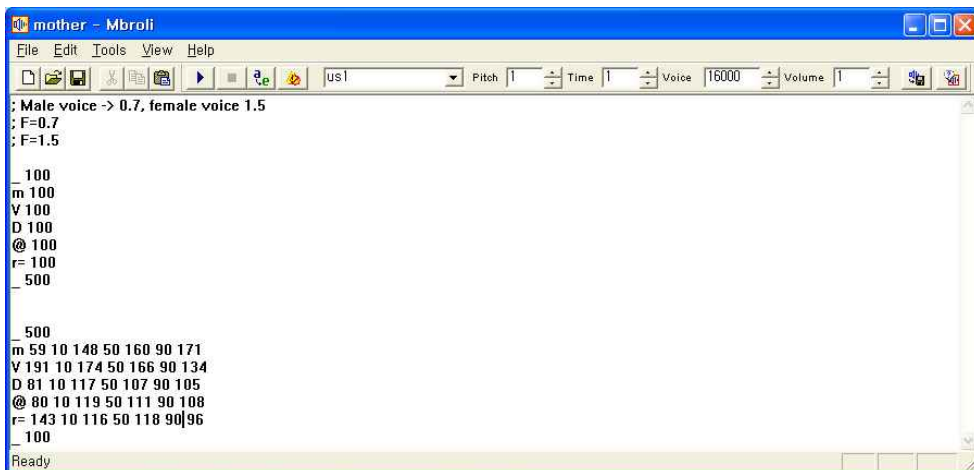 mother - Mbroli
File Edit Tools View Help
us1 Pitch 1 Time 1 Voice 16000 Volume 1
; Male voice -> 0.7, female voice 1.5
; F=0.7
; F=1.5
_ 100
m 100
V 100
D 100
@ 100
r= 100
_ 500
_ 500
m 59 10 148 50 160 90 171
V 191 10 174 50 166 90 134
D 81 10 117 50 107 90 105
@ 80 10 119 50 111 90 108
r= 143 10 116 50 118 90 96
_ 100
Ready